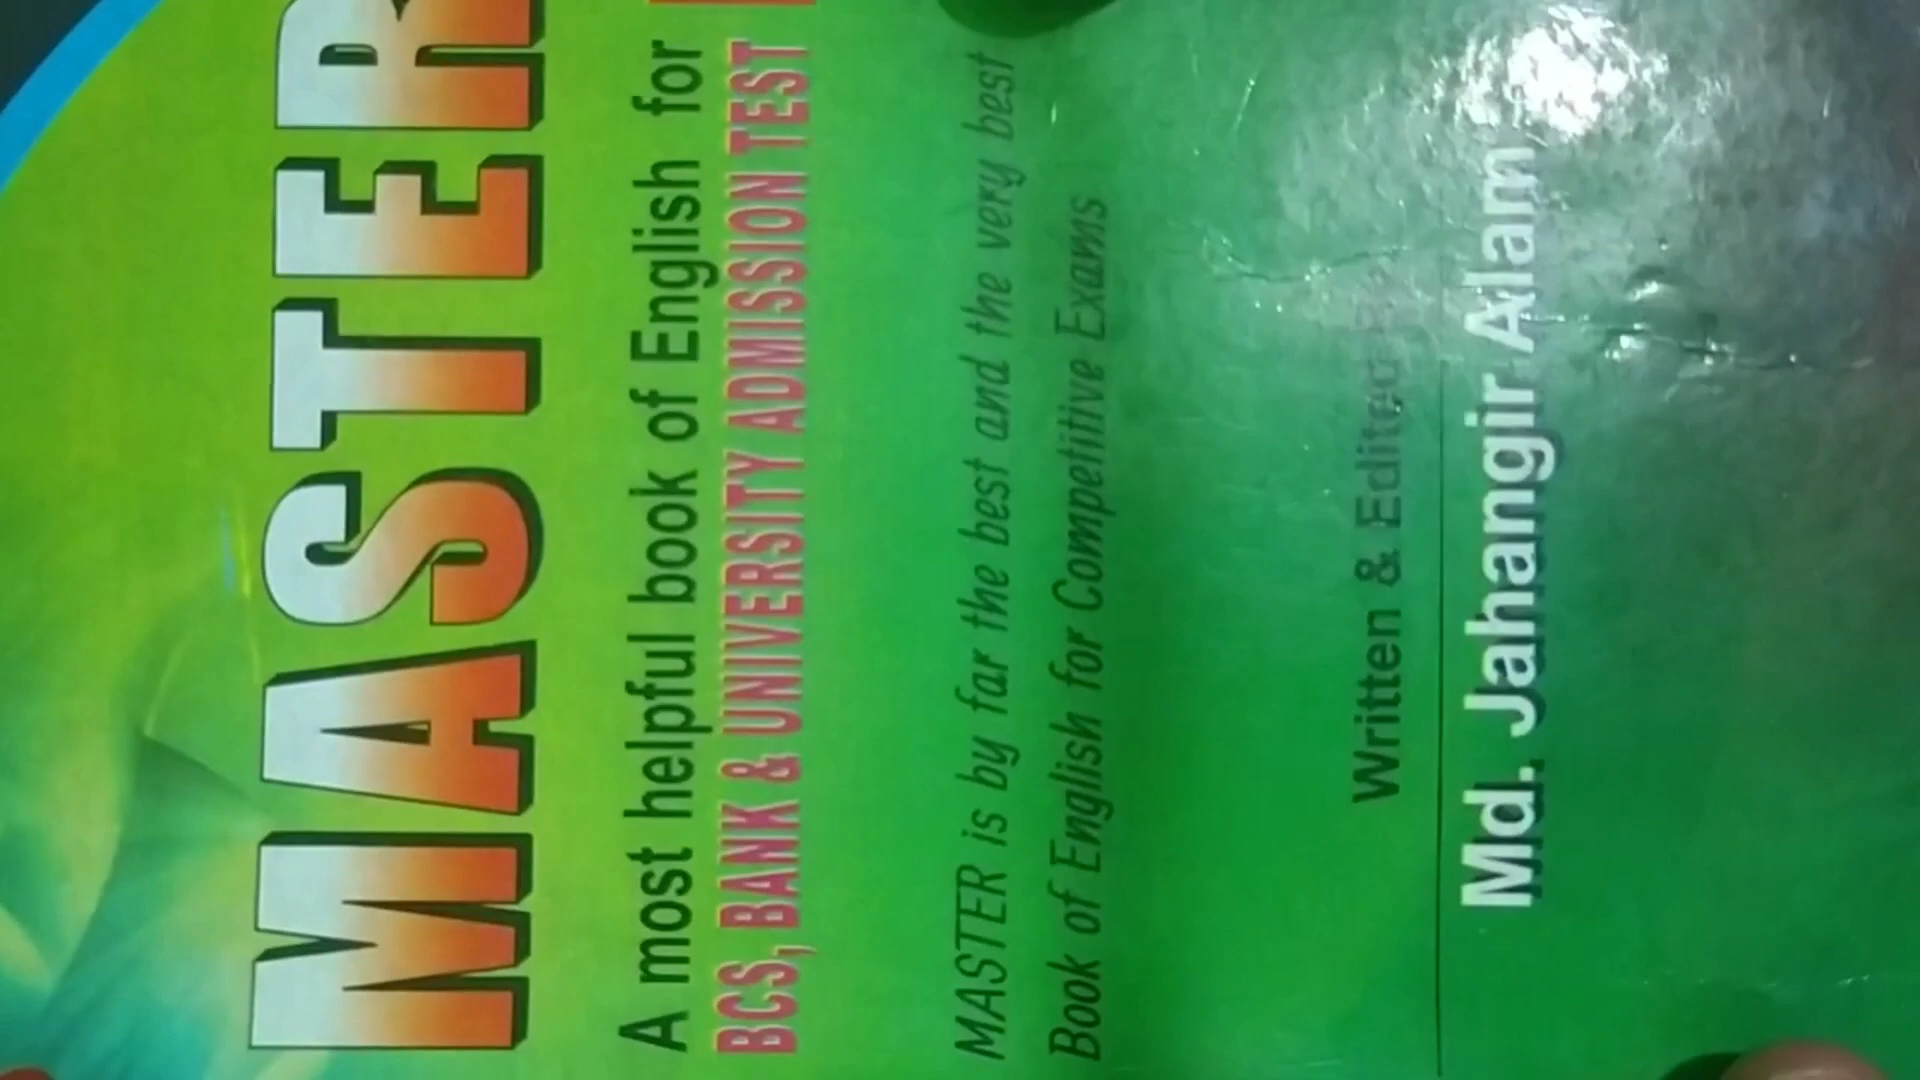 MASTER
A most helpful book of English for
BCS, BANK & UNIVERSITY ADMISSION TEST
MASTER is by far the best and the very best
Book of English for Competitive Exams
Written & Edited By
Md. Jahangir Alam